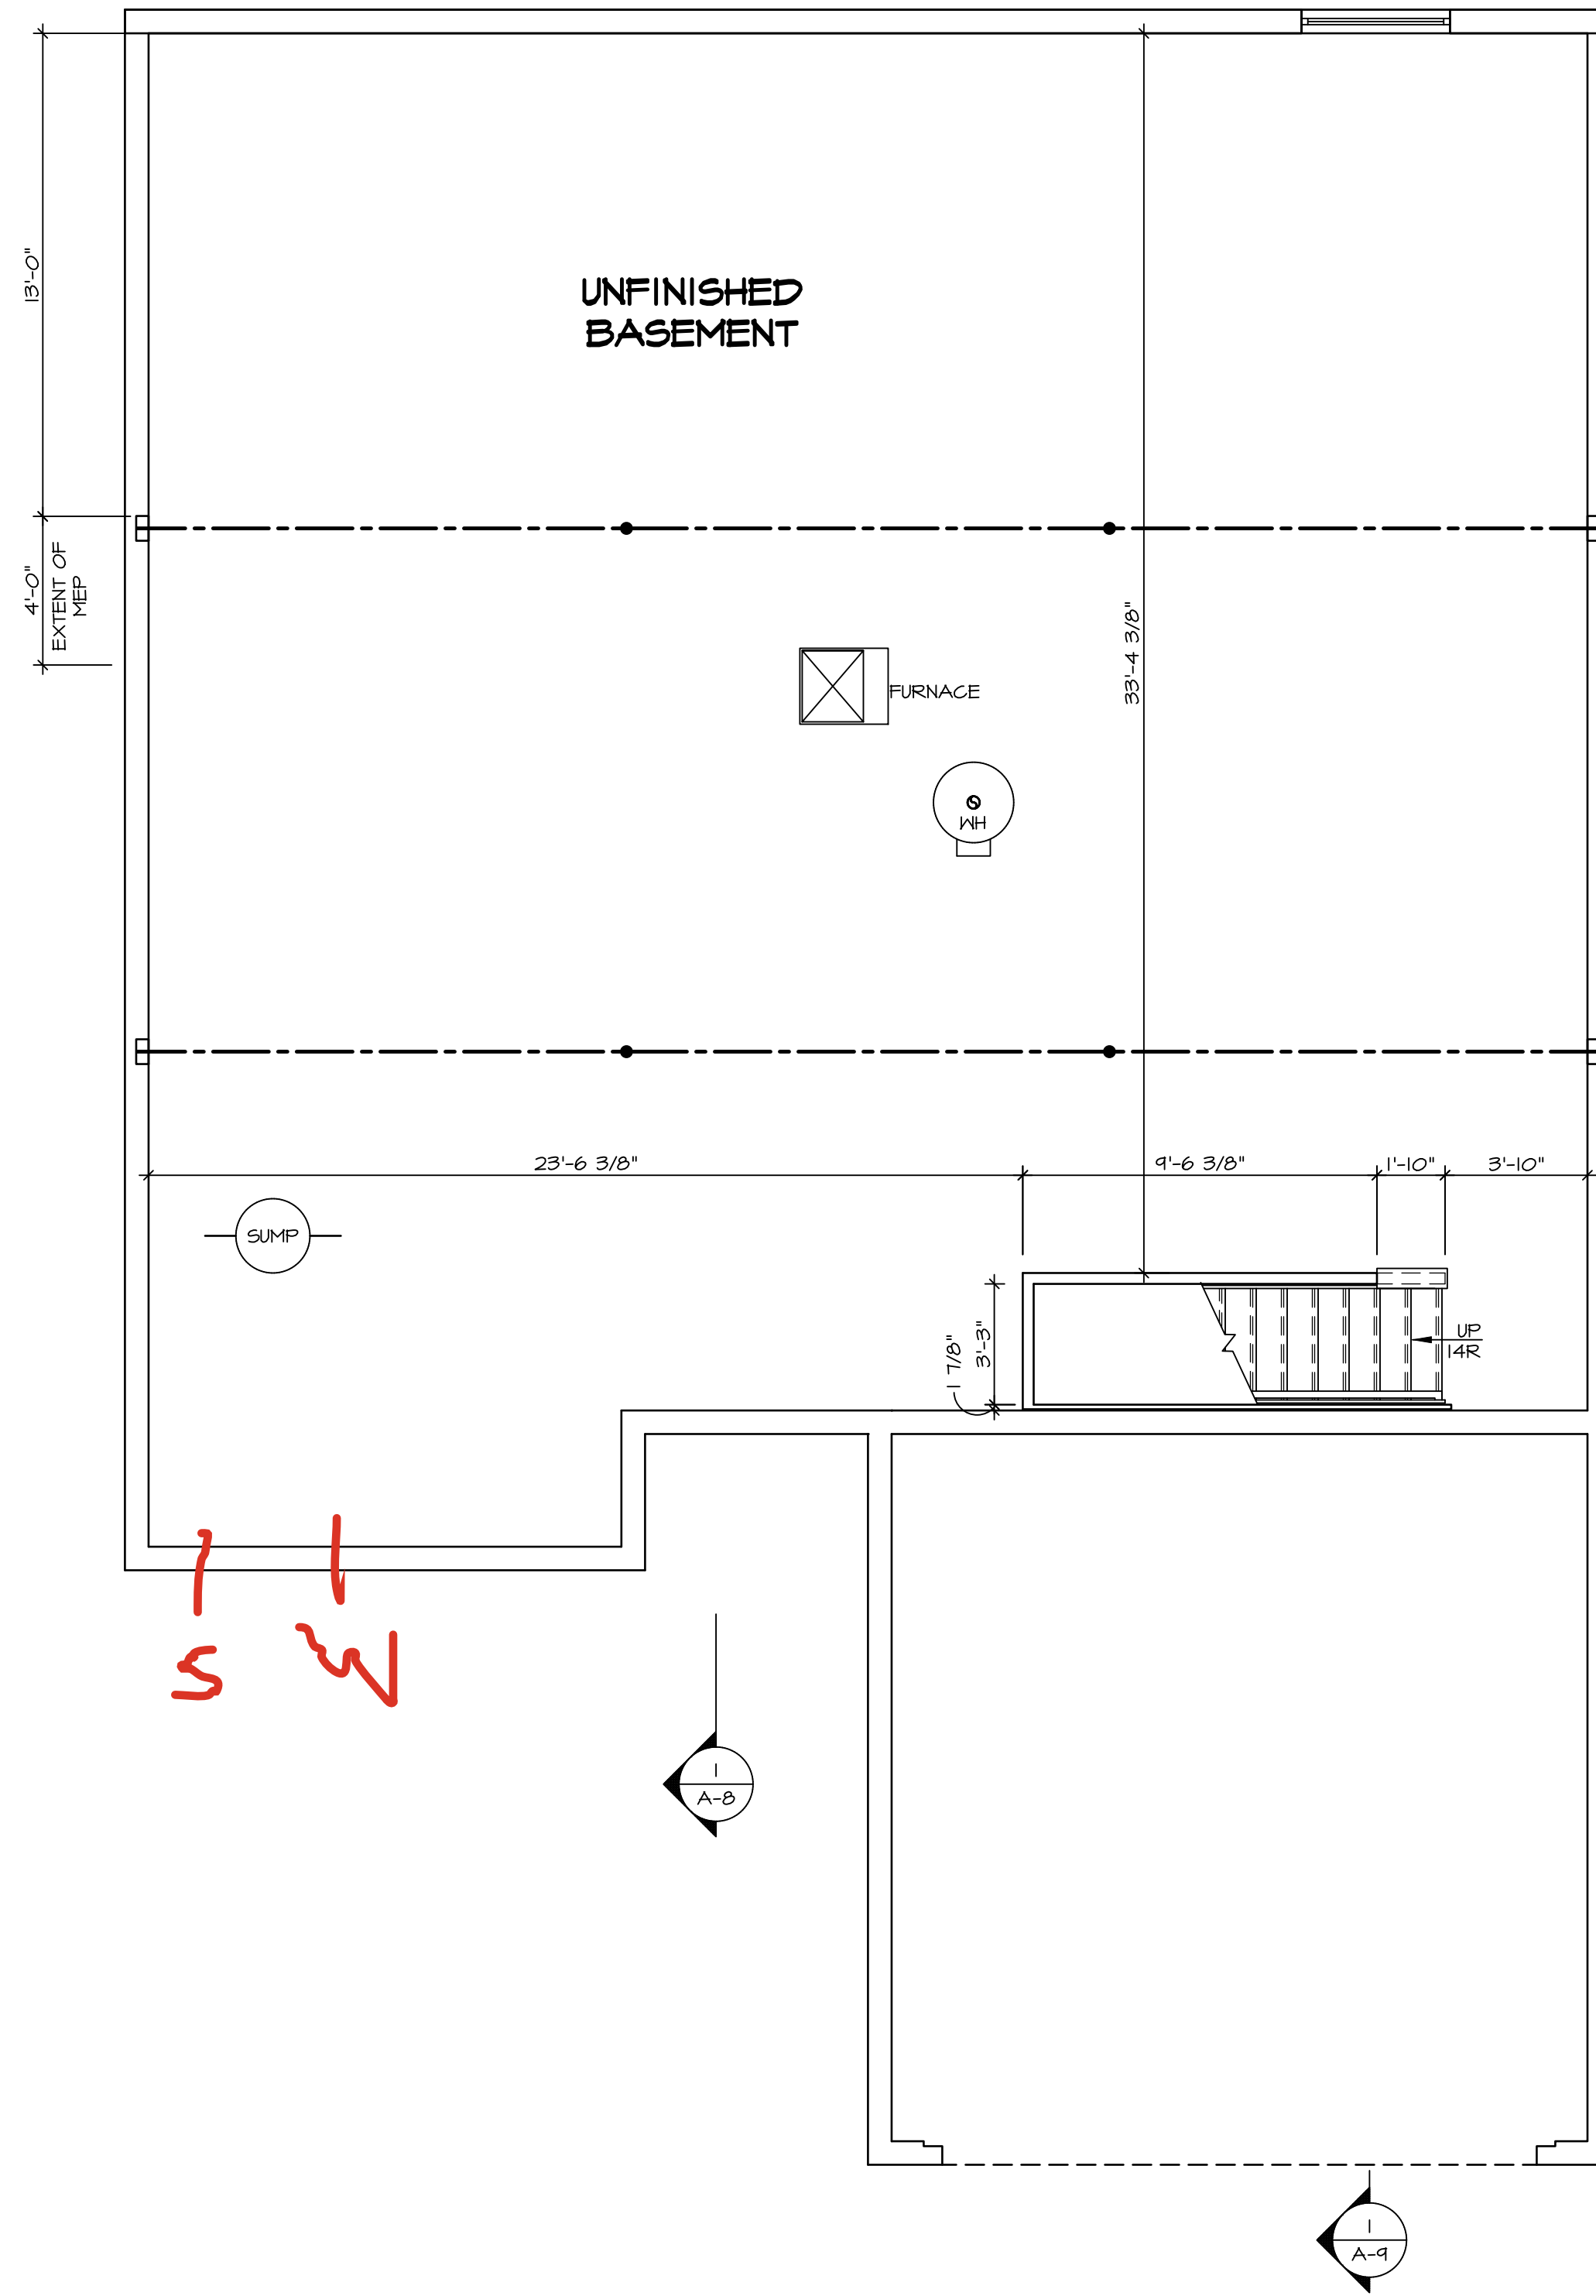 UNFINISHED
BASEMENT
13'-0"
4'-0"
EXTENT OF
MEP
FURNACE
33'-4 3/8"
WH
23'-6 3/8"
9'-6 3/8"
1'-10"
3'-10"
SUMP
UP
14R
1 7/8"
3'-3"
S
W
1
A-8
1
A-9